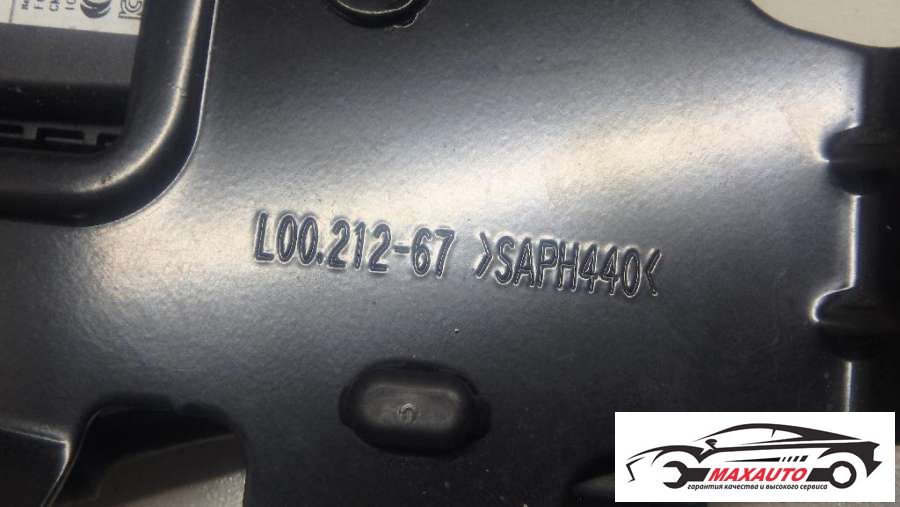 L00.212-67 >SAPH440<
MAXAUTO
гарантия качества и высокого сервиса